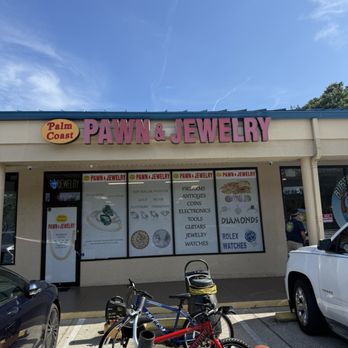 Palm
Coast
PAWN & JEWELRY
JEWELRY
PAWN & JEWELRY
PAWN & JEWELRY
PAWN & JEWELRY
PAWN & JEWELRY
FIREARMS
ANTIQUES
COINS
ELECTRONICS
TOOLS
GUITARS
JEWELRY
WATCHES
DIAMONDS
ROLEX
WATCHES